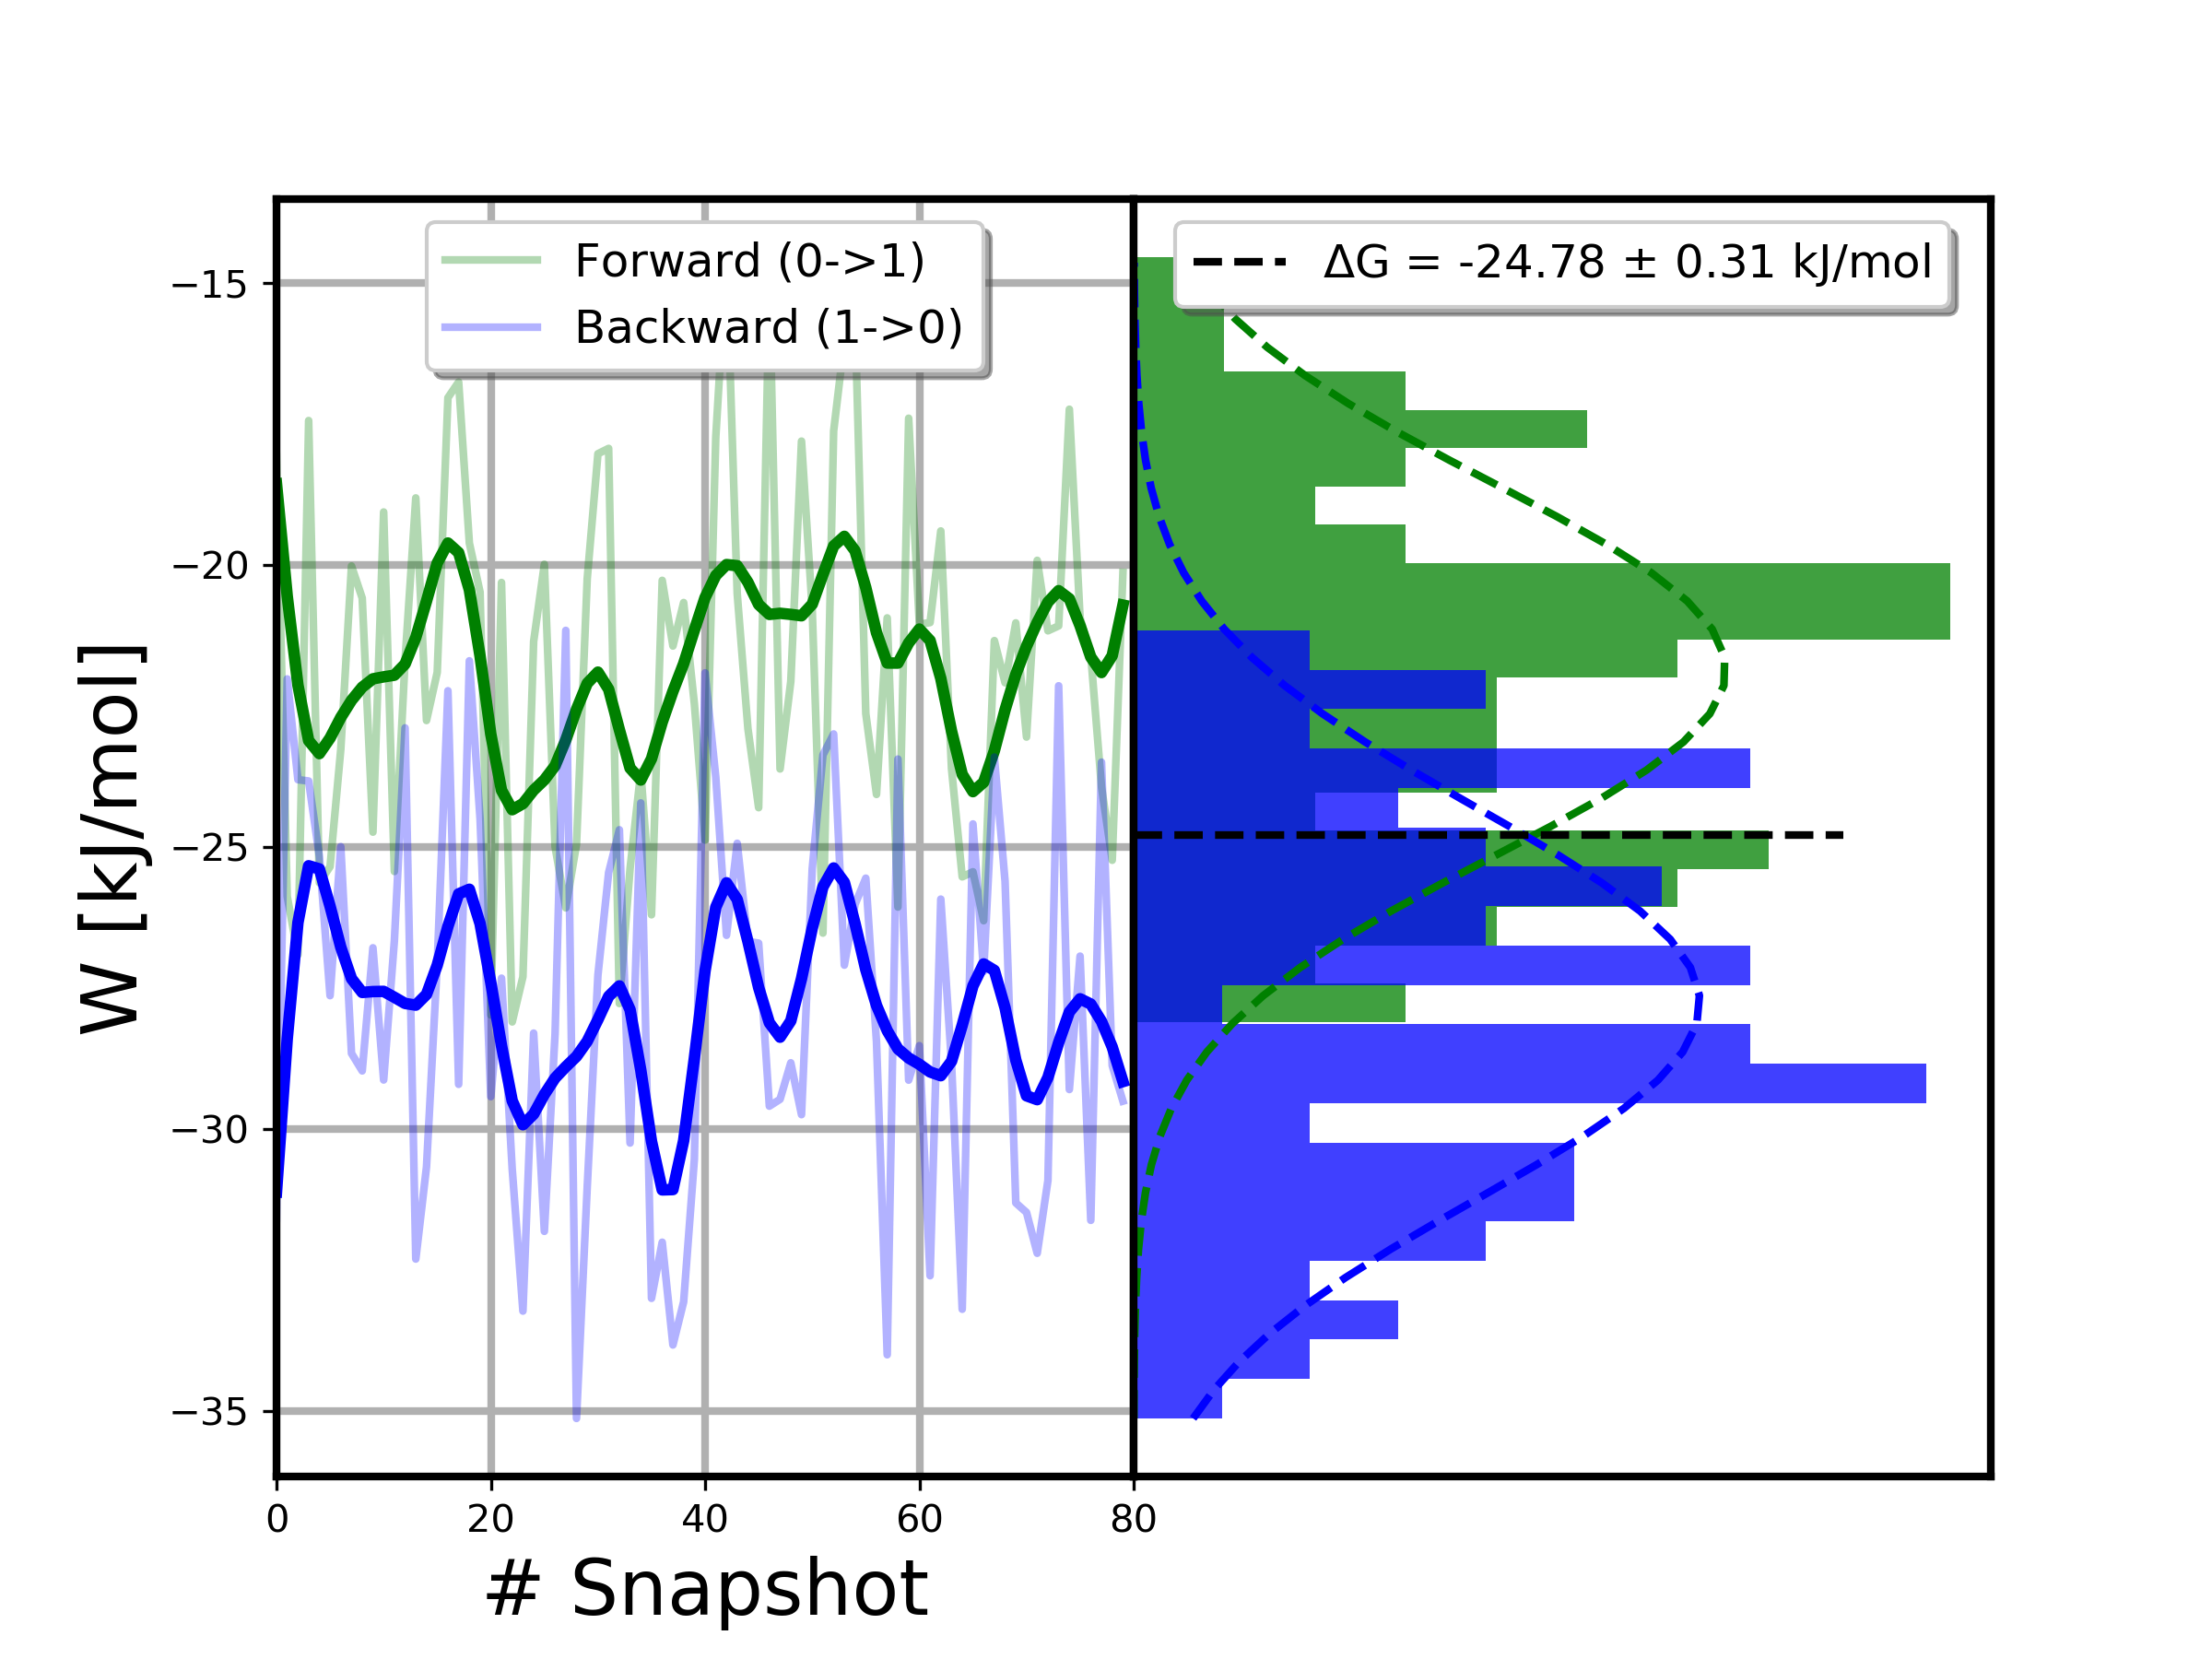 Forward (0->1)
Backward (1->0)
ΔG = -24.78 ± 0.31 kJ/mol
W [kJ/mol]
−15
−20
−25
−30
−35
0 20 40 60 80
# Snapshot